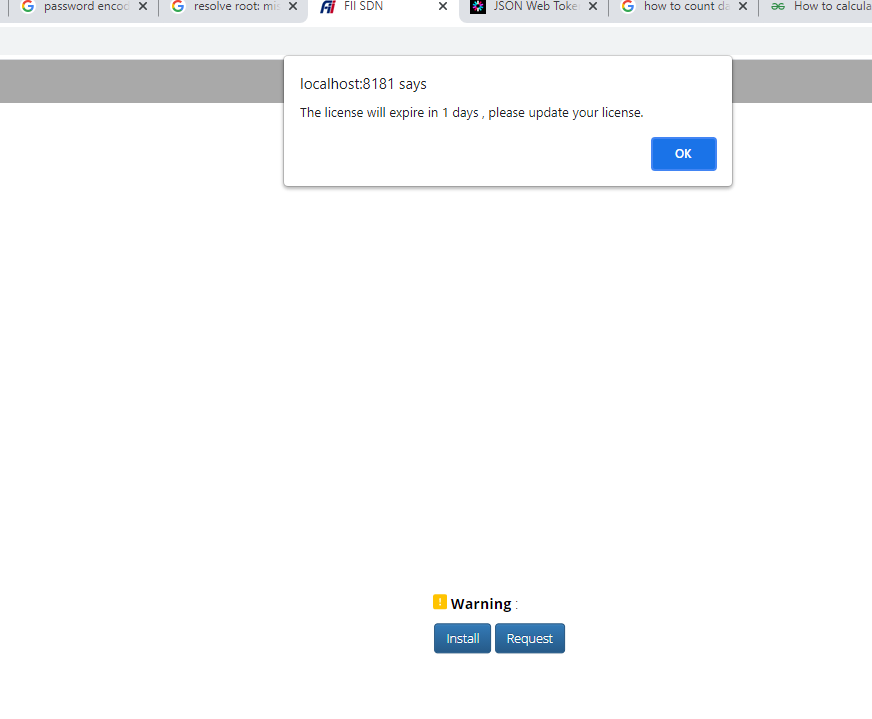 password encod
resolve root: mis
FII SDN
JSON Web Toke
how to count da
How to calcula
localhost:8181 says
The license will expire in 1 days , please update your license.
OK
! Warning :
Install
Request